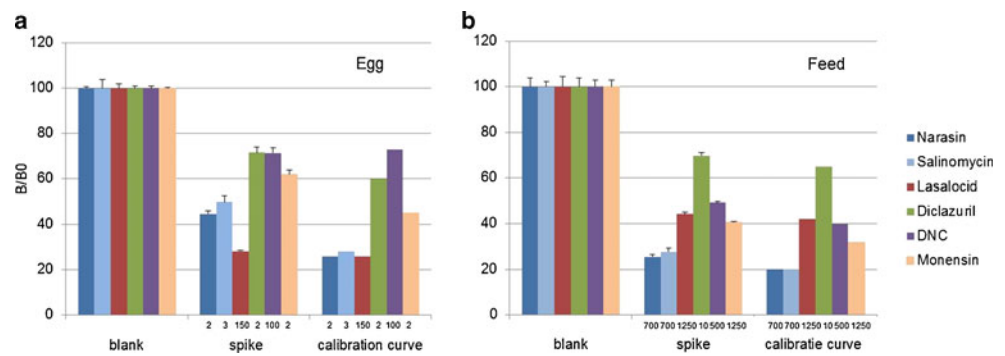 a
120
100
80
60
40
20
0
B/B0
Egg
2 3 150 2 100 2
2 3 150 2 100 2
blank
spike
calibration curve
b
120
100
80
60
40
20
0
Feed
700 700 1250 10 500 1250
700 700 1250 10 500 1250
blank
spike
calibratie curve
Narasin
Salinomycin
Lasalocid
Diclazuril
DNC
Monensin